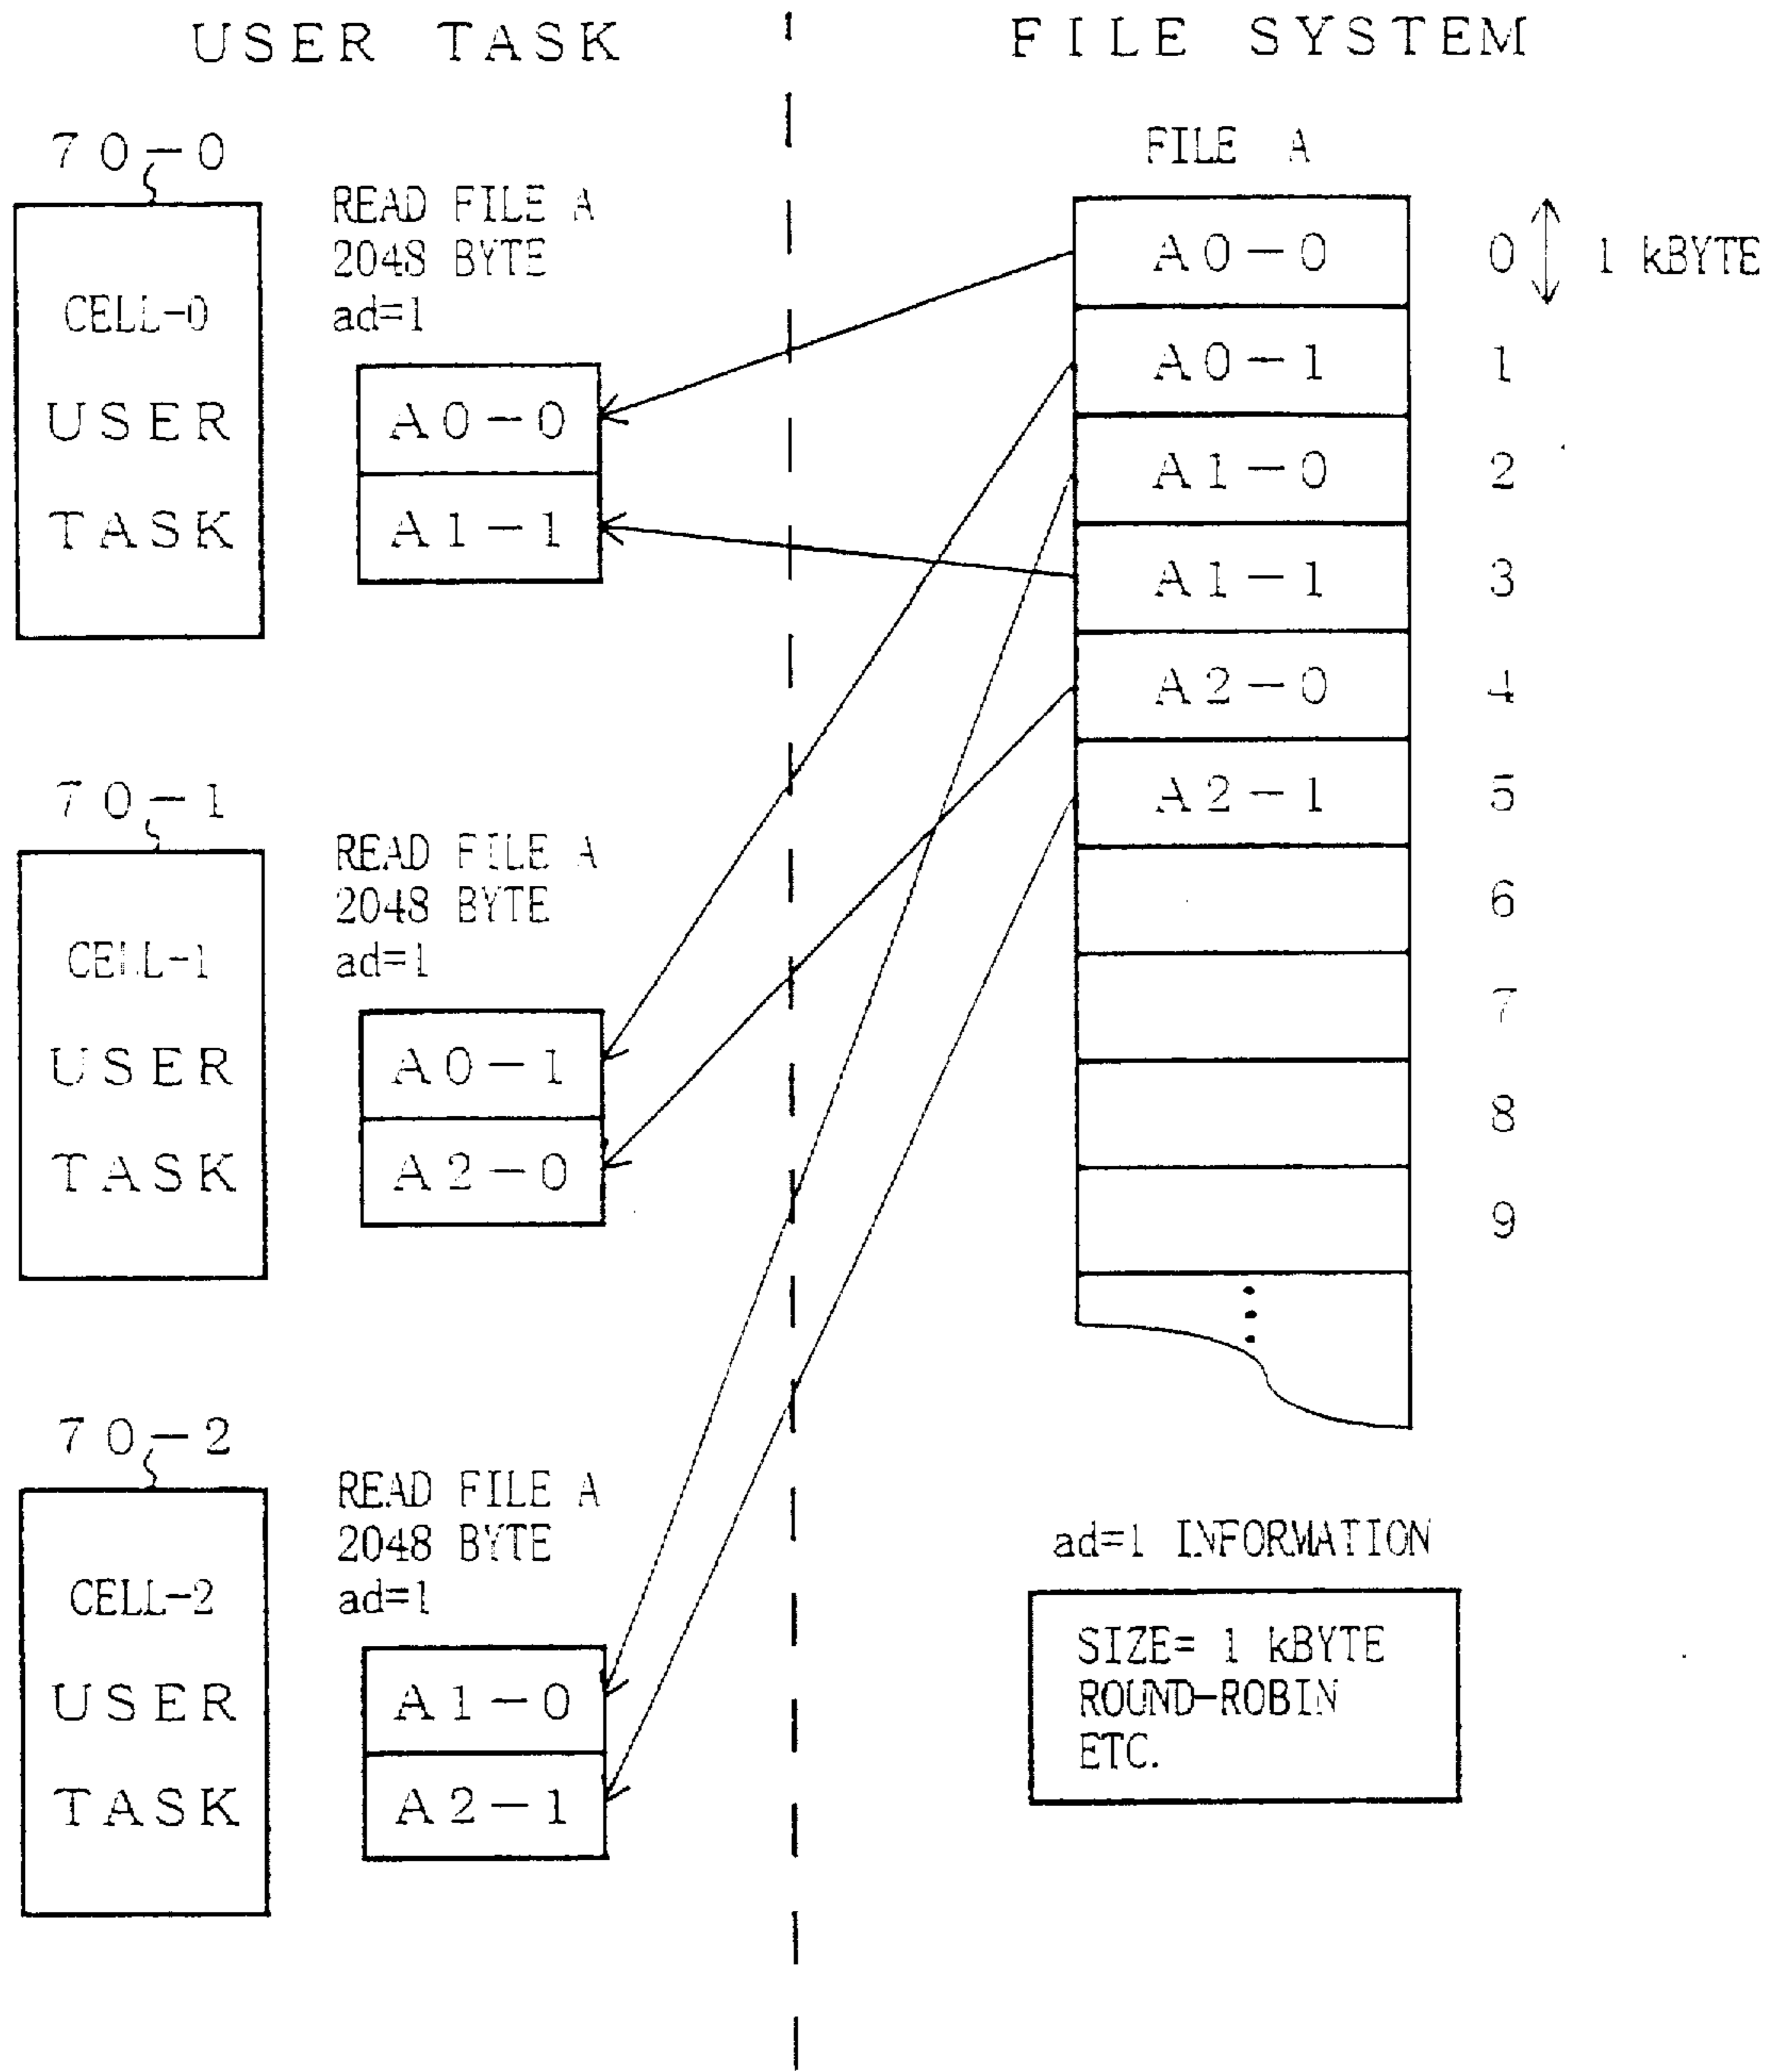 USER TASK
FILE SYSTEM
70-0
CELL-0
USER
TASK
READ FILE A
2048 BYTE
ad=1
A0-0
A1-1
70-1
CELL-1
USER
TASK
READ FILE A
2048 BYTE
ad=1
A0-1
A2-0
70-2
CELL-2
USER
TASK
READ FILE A
2048 BYTE
ad=1
A1-0
A2-1
FILE A
A0-0 0 1 kBYTE
A0-1 1
A1-0 2
A1-1 3
A2-0 4
A2-1 5
6
7
8
9
ad=1 INFORMATION
SIZE= 1 kBYTE
ROUND-ROBIN
ETC.